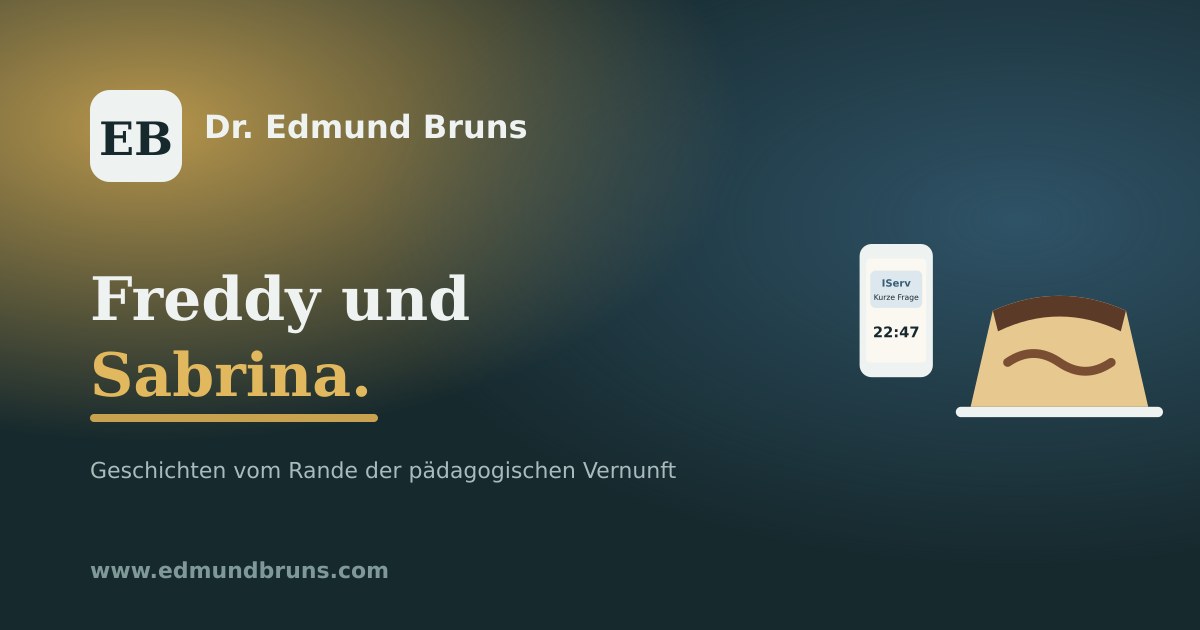 EB
Dr. Edmund Bruns
Freddy und
Sabrina.
Geschichten vom Rande der pädagogischen Vernunft
www.edmundbruns.com
IServ
Kurze Frage
22:47